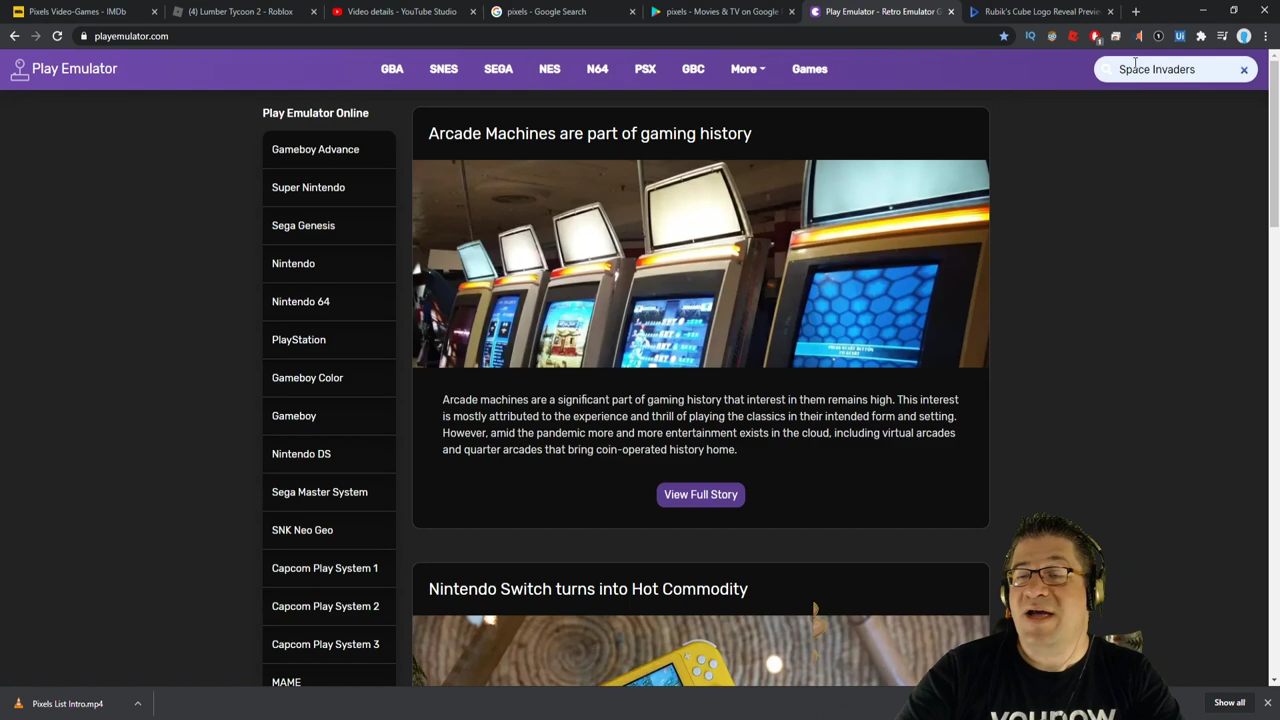 Pixels Video-Games - IMDb
(4) Lumber Tycoon 2 - Roblox
Video details - YouTube Studio
pixels - Google Search
pixels - Movies & TV on Google
Play Emulator - Retro Emulator G
Rubik's Cube Logo Reveal Previe
playemulator.com
Play Emulator
GBA
SNES
SEGA
NES
N64
PSX
GBC
More
Games
Space Invaders
Play Emulator Online
Gameboy Advance
Super Nintendo
Sega Genesis
Nintendo
Nintendo 64
PlayStation
Gameboy Color
Gameboy
Nintendo DS
Sega Master System
SNK Neo Geo
Capcom Play System 1
Capcom Play System 2
Capcom Play System 3
MAME
Arcade Machines are part of gaming history
Arcade machines are a significant part of gaming history that interest in them remains high. This interest
is mostly attributed to the experience and thrill of playing the classics in their intended form and setting.
However, amid the pandemic more and more entertainment exists in the cloud, including virtual arcades
and quarter arcades that bring coin-operated history home.
View Full Story
Nintendo Switch turns into Hot Commodity
younow
Pixels List Intro.mp4
Show all